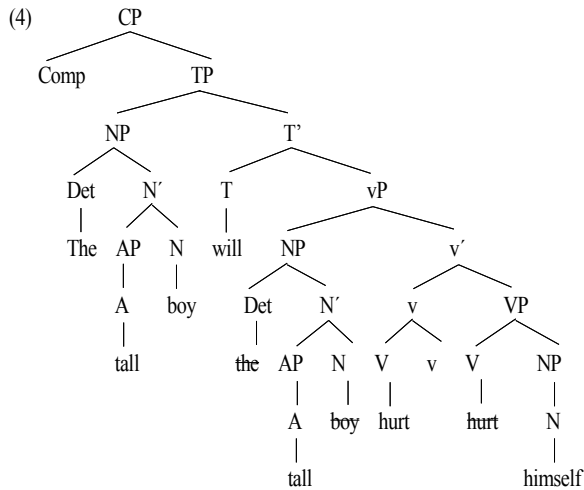 (4) CP
Comp TP
NP T’
Det N´ T vP
The AP N will NP v´
A boy Det N´ v VP
tall the AP N V v V NP
A boy hurt hurt N
tall himself